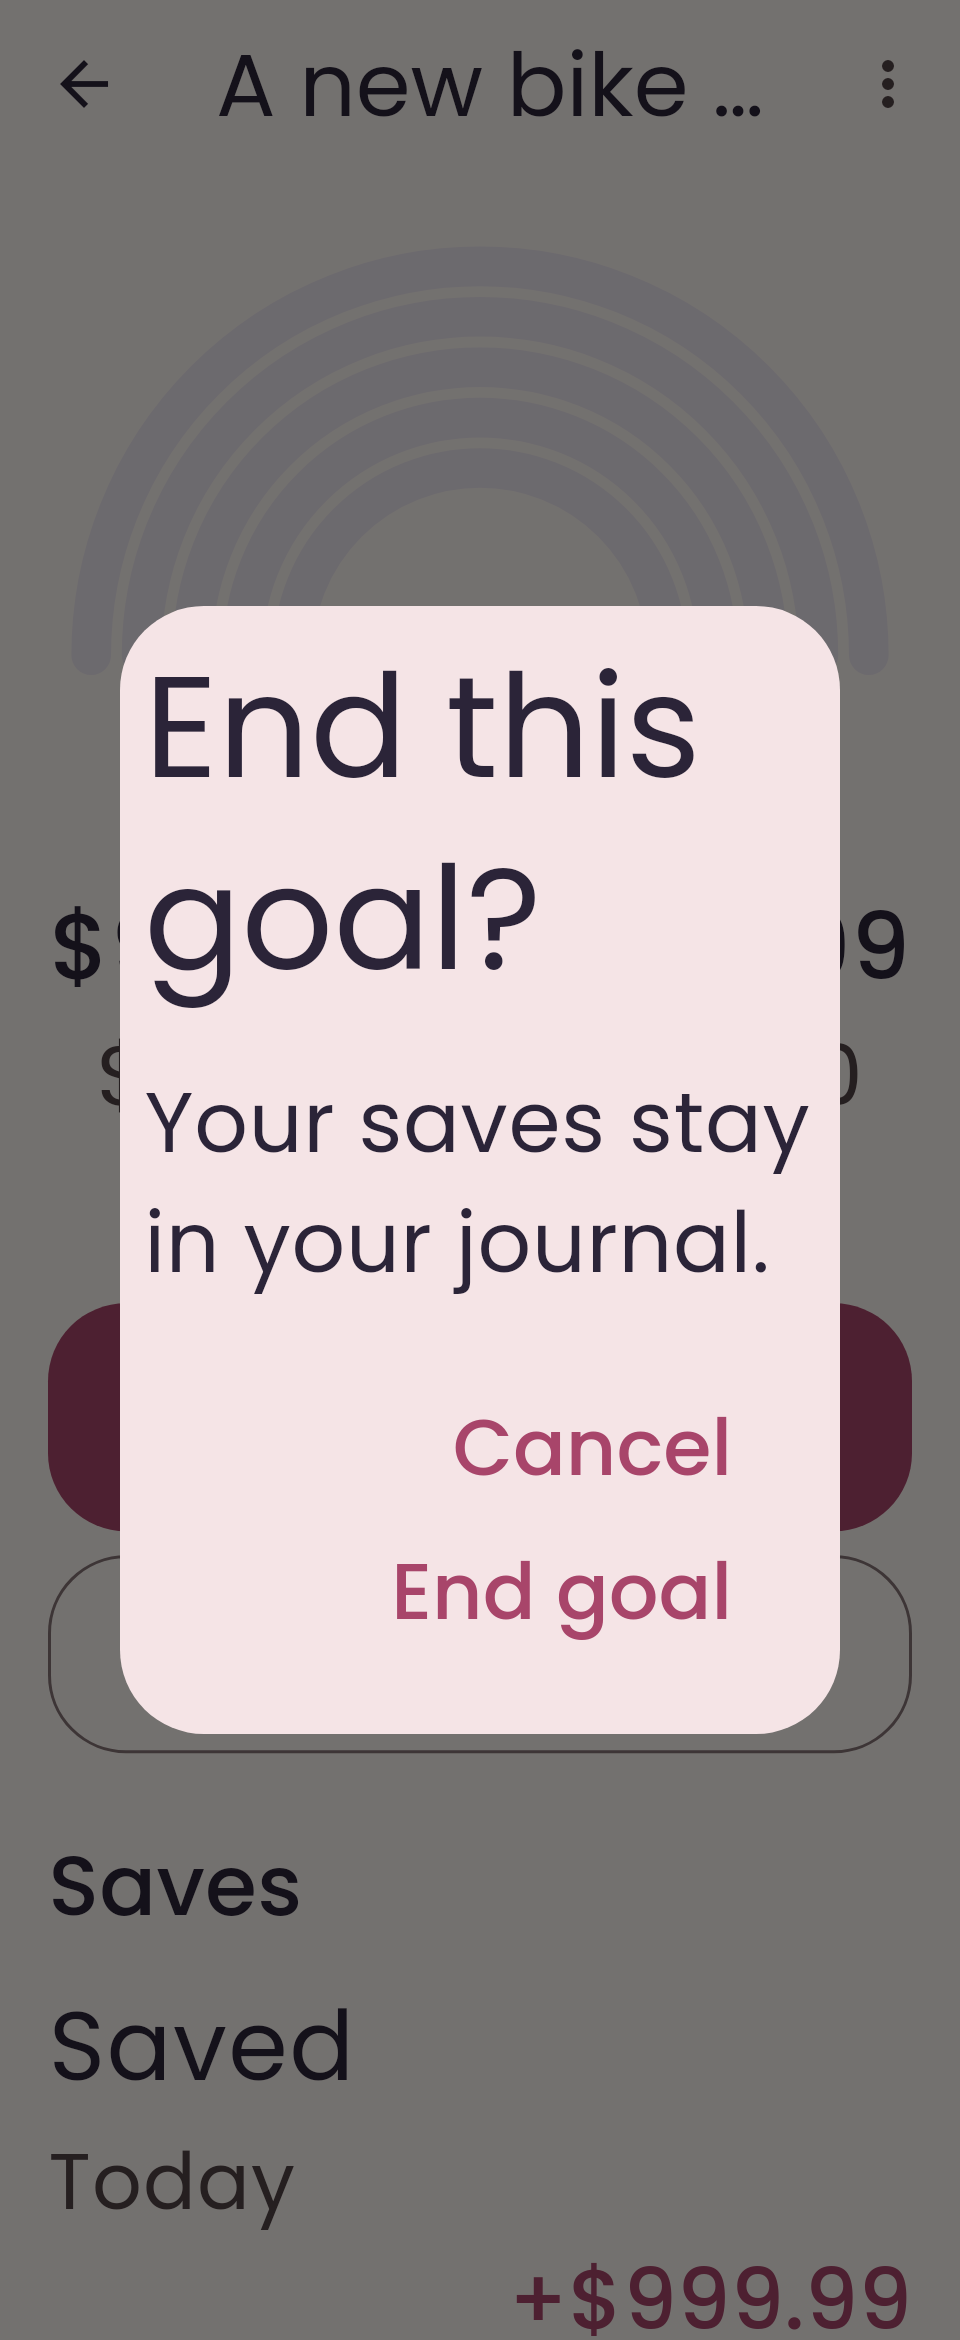 A new bike ...
End this
goal?
Your saves stay
in your journal.
Cancel
End goal
Saves
Saved
Today
+$999.99